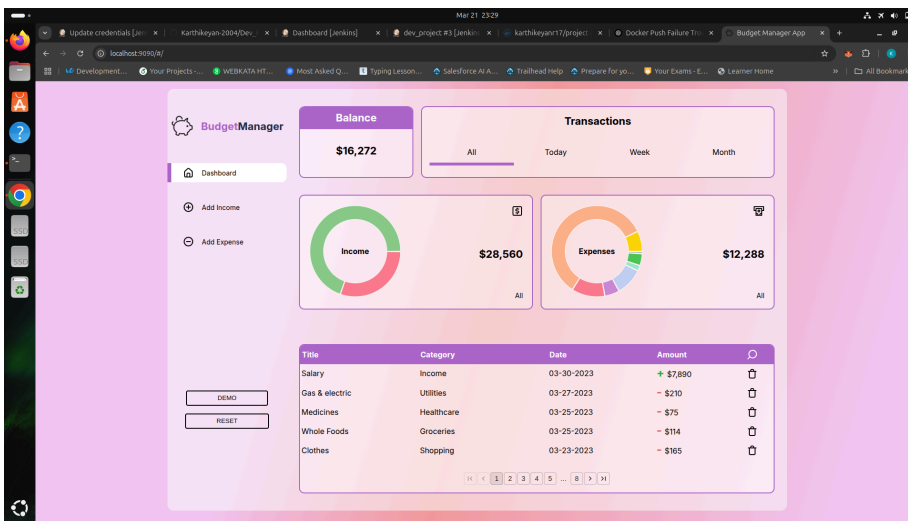 Mar 21 23:29
Update credentials [Jen
Karthikeyan-2004/Dev_
Dashboard [Jenkins]
dev_project #3 [Jenkin
karthikeyanr17/project
Docker Push Failure Tro
Budget Manager App
localhost:9090/#/
Development...
Your Projects -...
WEBKATA HT...
Most Asked Q...
Typing Lesson...
Salesforce AI A...
Trailhead Help
Prepare for yo...
Your Exams - E...
Learner Home
All Bookmark
BudgetManager
Balance
$16,272
Transactions
All
Today
Week
Month
Dashboard
Add Income
Add Expense
Income
$28,560
All
Expenses
$12,288
All
Title Category Date Amount
Salary Income 03-30-2023 + $7,890
Gas & electric Utilities 03-27-2023 - $210
Medicines Healthcare 03-25-2023 - $75
Whole Foods Groceries 03-25-2023 - $114
Clothes Shopping 03-23-2023 - $165
1 2 3 4 5 ... 8
DEMO
RESET
SSD
SSD